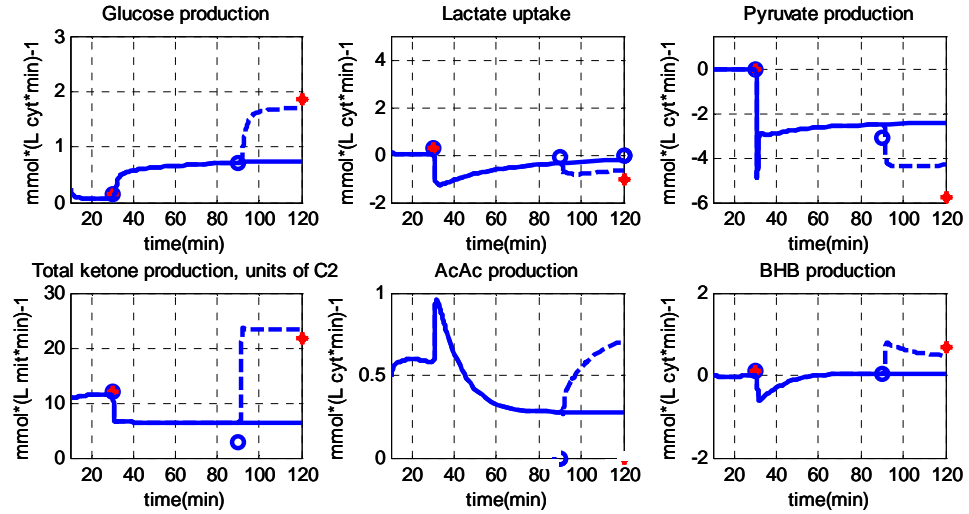 Glucose production
Lactate uptake
Pyruvate production
mmol*(L cyt*min)-1
3
2
1
0
20 40 60 80 100 120
time(min)
mmol*(L cyt*min)-1
4
2
0
-2
20 40 60 80 100 120
time(min)
mmol*(L cyt*min)-1
0
-2
-4
-6
20 40 60 80 100 120
time(min)
Total ketone production, units of C2
AcAc production
BHB production
mmol*(L mit*min)-1
30
20
10
0
20 40 60 80 100 120
time(min)
mmol*(L cyt*min)-1
1
0.5
0
20 40 60 80 100 120
time(min)
mmol*(L cyt*min)-1
2
0
-2
20 40 60 80 100 120
time(min)